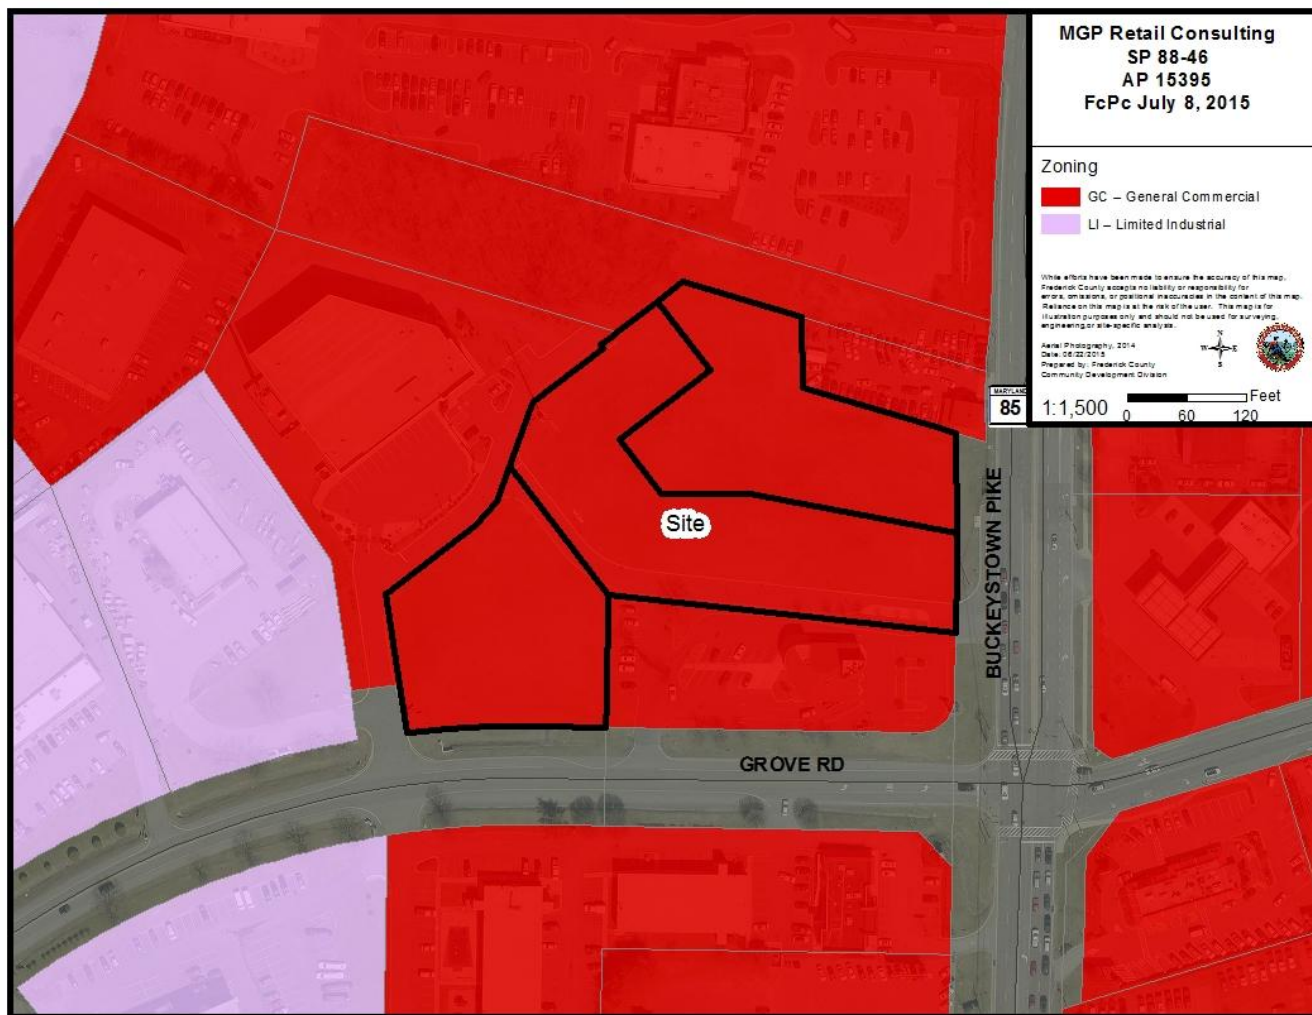 MGP Retail Consulting
SP 88-46
AP 15395
FcPc July 8, 2015
Zoning
GC – General Commercial
LI – Limited Industrial
While efforts have been made to ensure the accuracy of this map,
Frederick County accepts no liability or responsibility for
errors, omissions, or positional inaccuracies in the content of this map.
Reliance on this map is at the risk of the user. This map is for
illustration purposes only and should not be used for surveying,
engineering, or site-specific analysis.
Aerial Photography, 2014
Date: 06/22/2015
Prepared by: Frederick County
Community Development Division
N
W E
S
1:1,500
Feet
0 60 120
MARYLAND
85
Site
BUCKEYSTOWN PIKE
GROVE RD